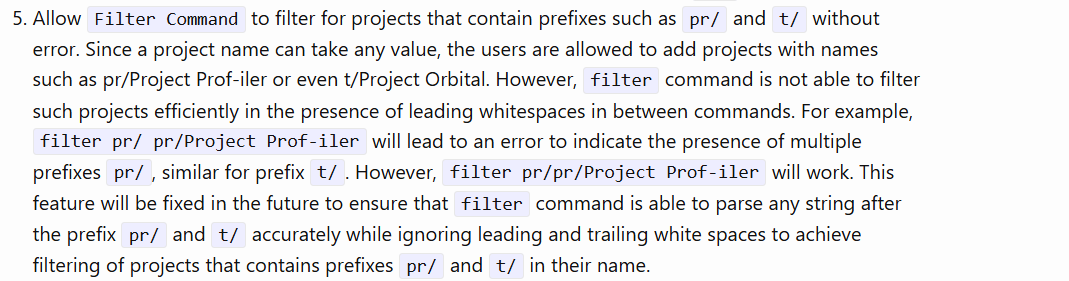 5. Allow Filter Command to filter for projects that contain prefixes such as pr/ and t/ without
error. Since a project name can take any value, the users are allowed to add projects with names
such as pr/Project Prof-iler or even t/Project Orbital. However, filter command is not able to filter
such projects efficiently in the presence of leading whitespaces in between commands. For example,
filter pr/ pr/Project Prof-iler will lead to an error to indicate the presence of multiple
prefixes pr/ , similar for prefix t/ . However, filter pr/pr/Project Prof-iler will work. This
feature will be fixed in the future to ensure that filter command is able to parse any string after
the prefix pr/ and t/ accurately while ignoring leading and trailing white spaces to achieve
filtering of projects that contains prefixes pr/ and t/ in their name.